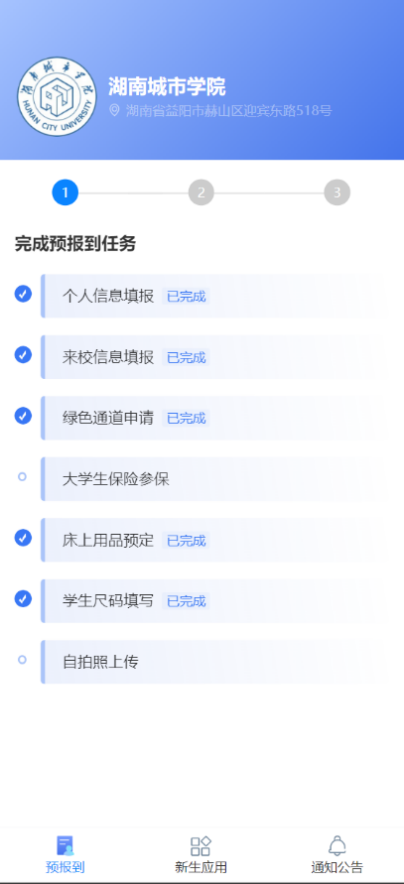 湖南城市学院
湖南省益阳市赫山区迎宾东路518号
HUNAN CITY UNIVERSITY
1 2 3
完成预报到任务
个人信息填报 已完成
来校信息填报 已完成
绿色通道申请 已完成
大学生保险参保
床上用品预定 已完成
学生尺码填写 已完成
自拍照上传
预报到 新生应用 通知公告